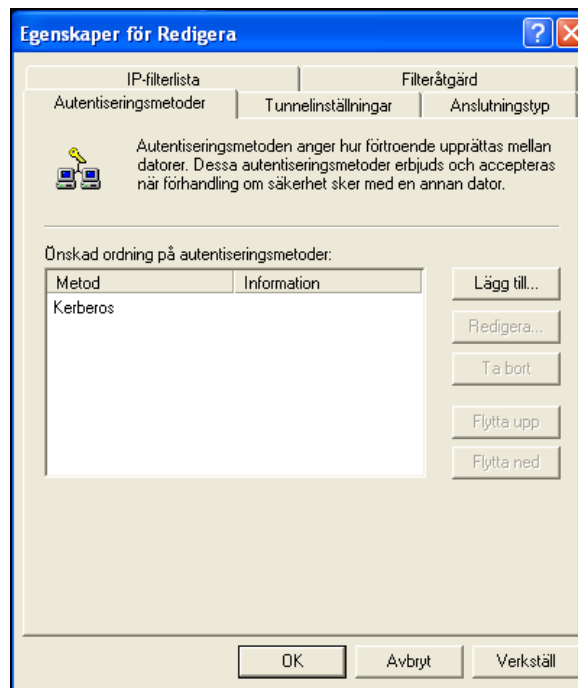 Egenskaper för Redigera
IP-filterlista
Filteråtgärd
Autentiseringsmetoder
Tunnelinställningar
Anslutningstyp
Autentiseringsmetoden anger hur förtroende upprättas mellan
datorer. Dessa autentiseringsmetoder erbjuds och accepteras
när förhandling om säkerhet sker med en annan dator.
Önskad ordning på autentiseringsmetoder:
Metod
Information
Kerberos
Lägg till...
Redigera...
Ta bort
Flytta upp
Flytta ned
OK
Avbryt
Verkställ